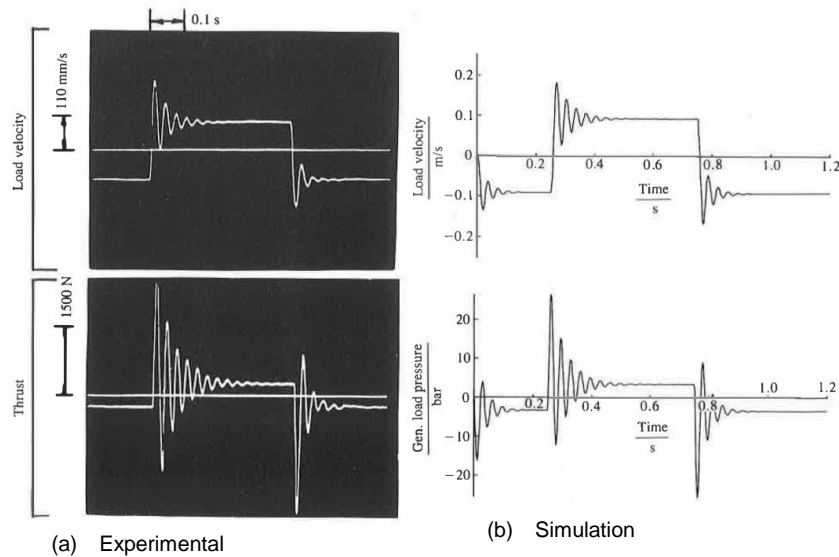 0.1 s
Load velocity
110 mm/s
Thrust
1500 N
(a) Experimental
Load velocity
m/s
0.2
0.1
0
-0.1
-0.2
0.2
0.4
0.6
0.8
1.0
1.2
Time
s
Gen. load pressure
bar
20
10
0
-10
-20
0.2
0.4
0.6
0.8
1.0
1.2
Time
s
(b) Simulation